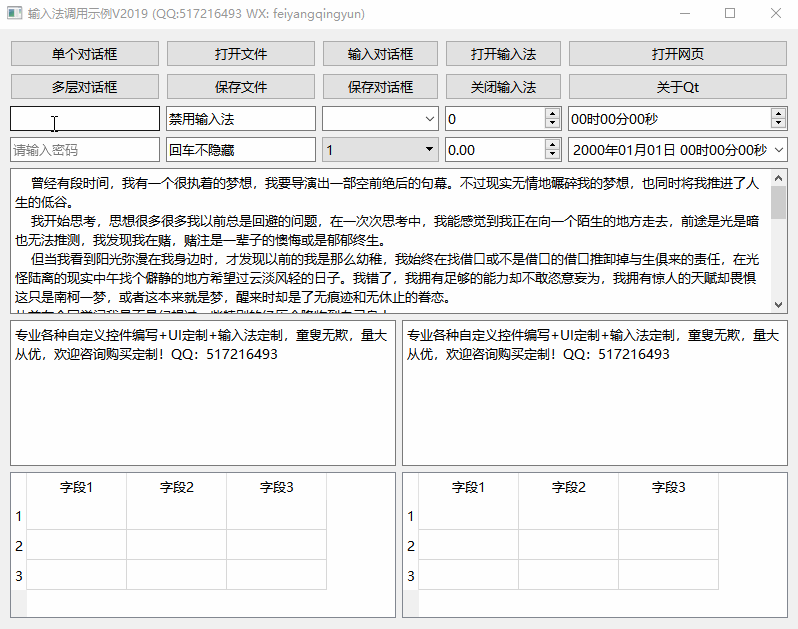 输入法调用示例V2019 (QQ:517216493 WX: feiyangqingyun)
单个对话框 打开文件 输入对话框 打开输入法 打开网页
多层对话框 保存文件 保存对话框 关闭输入法 关于Qt
禁用输入法 0 00时00分00秒
请输入密码 回车不隐藏 1 0.00 2000年01月01日 00时00分00秒
曾经有段时间，我有一个很执着的梦想，我要导演出一部空前绝后的句幕。不过现实无情地碾碎我的梦想，也同时将我推进了人
生的低谷。
我开始思考，思想很多很多我以前总是回避的问题，在一次次思考中，我能感觉到我正在向一个陌生的地方走去，前途是光是暗
也无法推测，我发现我在赌，赌注是一辈子的懊悔或是郁郁终生。
但当我看到阳光弥漫在我身边时，才发现以前的我是那么幼稚，我始终在找借口或不是借口的借口推卸掉与生俱来的责任，在光
怪陆离的现实中午找个僻静的地方希望过云淡风轻的日子。我错了，我拥有足够的能力却不敢恣意妄为，我拥有惊人的天赋却畏惧
这只是南柯一梦，或者这本来就是梦，醒来时却是了无痕迹和无休止的眷恋。
专业各种自定义控件编写+UI定制+输入法定制，童叟无欺，量大
从优，欢迎咨询购买定制！QQ：517216493
专业各种自定义控件编写+UI定制+输入法定制，童叟无欺，量大
从优，欢迎咨询购买定制！QQ：517216493
字段1 字段2 字段3
1
2
3
字段1 字段2 字段3
1
2
3